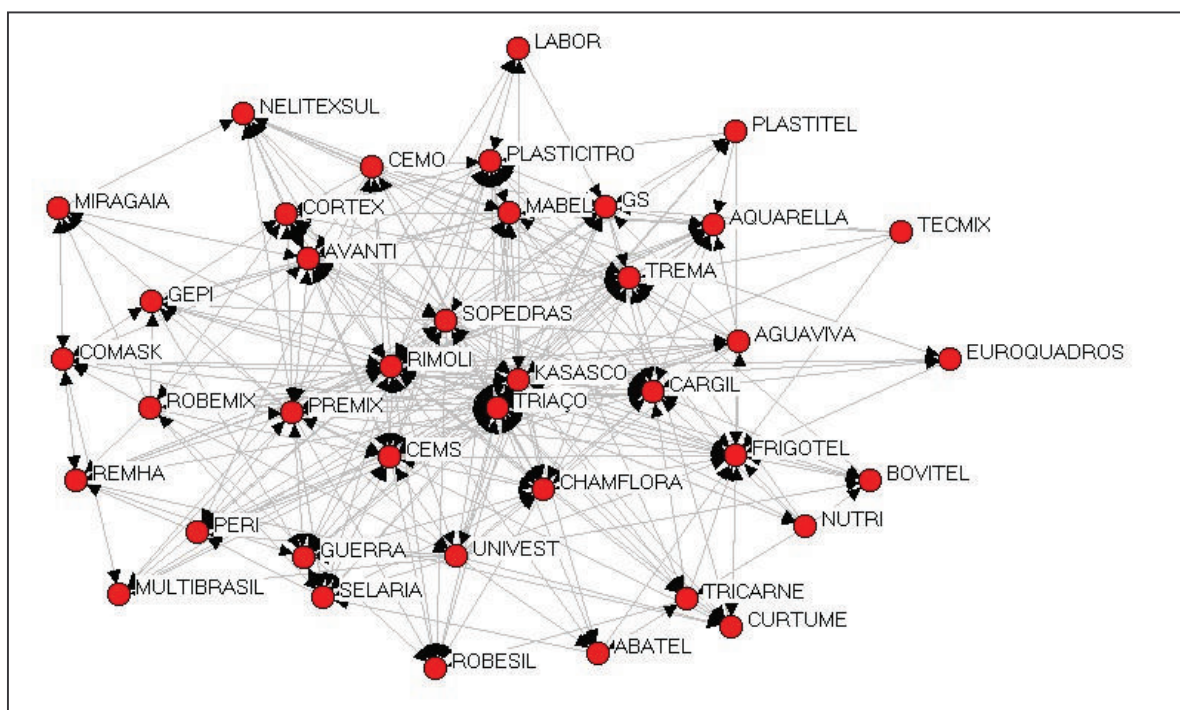 LABOR
NELITEXSUL
PLASTITEL
CEMO
PLASTICITRO
MIRAGAIA
CORTEX
MABEL
GS
AQUARELLA
TECMIX
AVANTI
TREMA
GEPI
SOPEDRAS
AGUAVIVA
COMASK
RIMOLI
KASASCO
CARGIL
EUROQUADROS
ROBEMIX
PREMIX
TRIAÇO
CEMS
FRIGOTEL
REMHA
CHAMFLORA
BOVITEL
PERI
GUERRA
UNIVEST
NUTRI
MULTIBRASIL
SELARIA
TRICARNE
CURTUME
ROBESIL
ABATEL